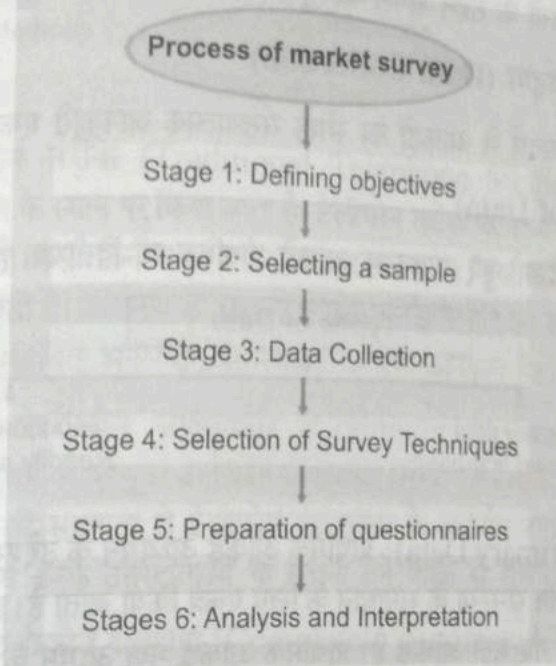 Process of market survey
Stage 1: Defining objectives
Stage 2: Selecting a sample
Stage 3: Data Collection
Stage 4: Selection of Survey Techniques
Stage 5: Preparation of questionnaires
Stages 6: Analysis and Interpretation